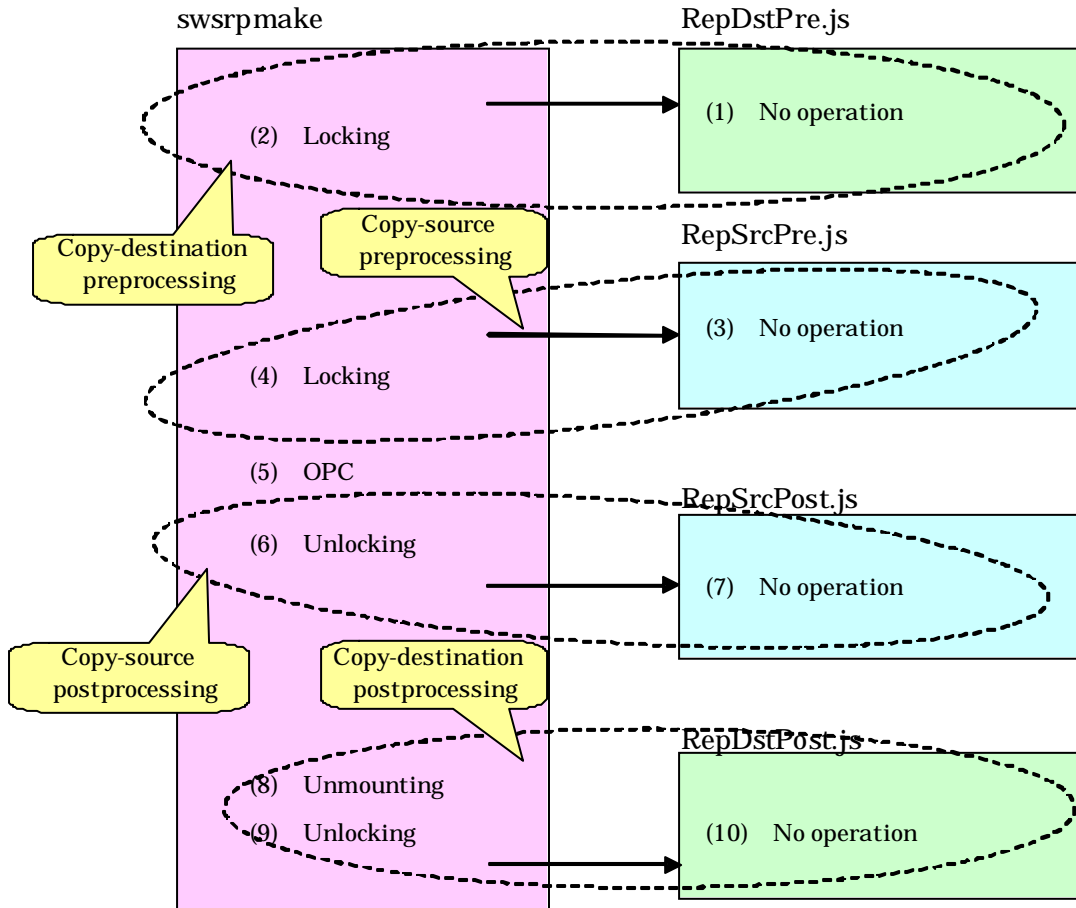 swsrpmake
RepDstPre.js
(1) No operation
(2) Locking
Copy-destination
preprocessing
Copy-source
preprocessing
RepSrcPre.js
(3) No operation
(4) Locking
(5) OPC
RepSrcPost.js
(6) Unlocking
(7) No operation
Copy-source
postprocessing
Copy-destination
postprocessing
RepDstPost.js
(8) Unmounting
(9) Unlocking
(10) No operation